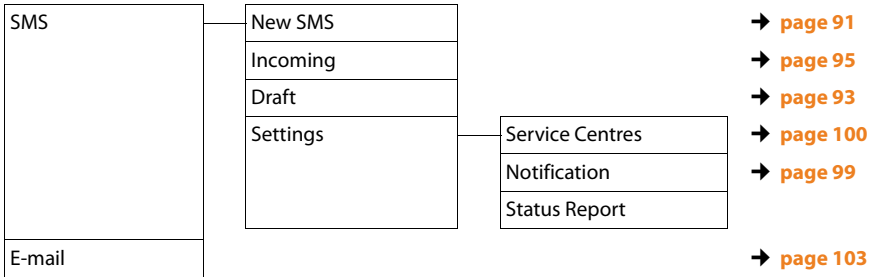 SMS New SMS → page 91
Incoming → page 95
Draft → page 93
Settings Service Centres → page 100
Notification → page 99
Status Report
E-mail → page 103